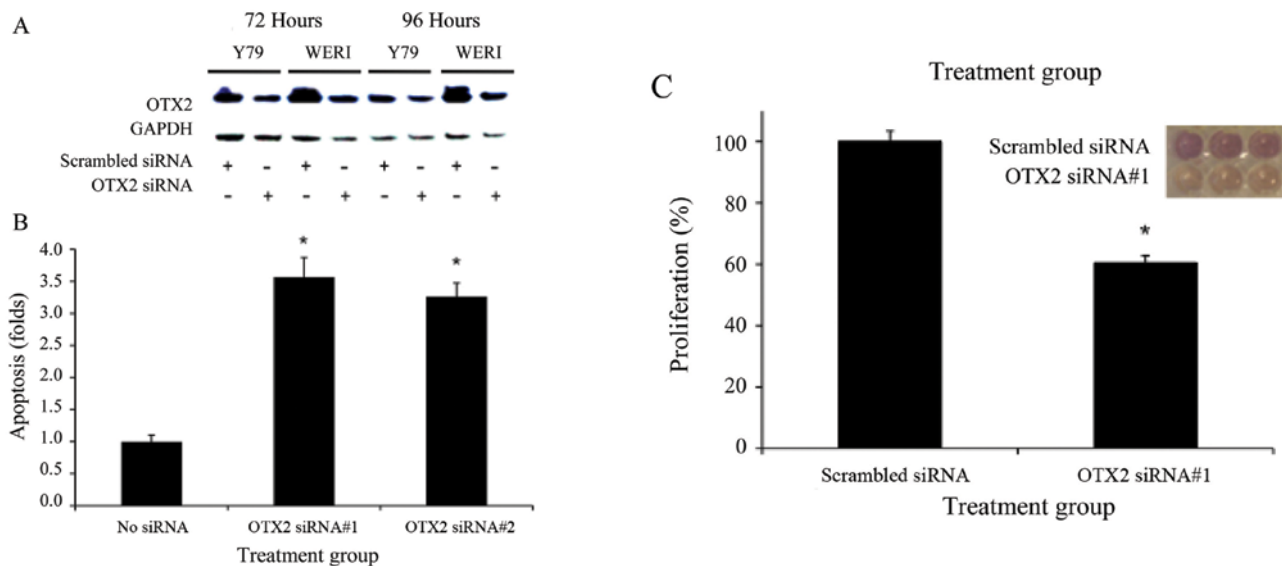 A
72 Hours 96 Hours
Y79 WERI Y79 WERI
OTX2
GAPDH
Scrambled siRNA + - + - + - + -
OTX2 siRNA - + - + - + - +
B
4.0
3.5
3.0
2.5
2.0
1.5
1.0
0.5
0.0
Apoptosis (folds)
* *
No siRNA OTX2 siRNA#1 OTX2 siRNA#2
Treatment group
C
Treatment group
Scrambled siRNA
OTX2 siRNA#1
100
80
60
40
20
0
Proliferation (%)
*
Scrambled siRNA OTX2 siRNA#1
Treatment group